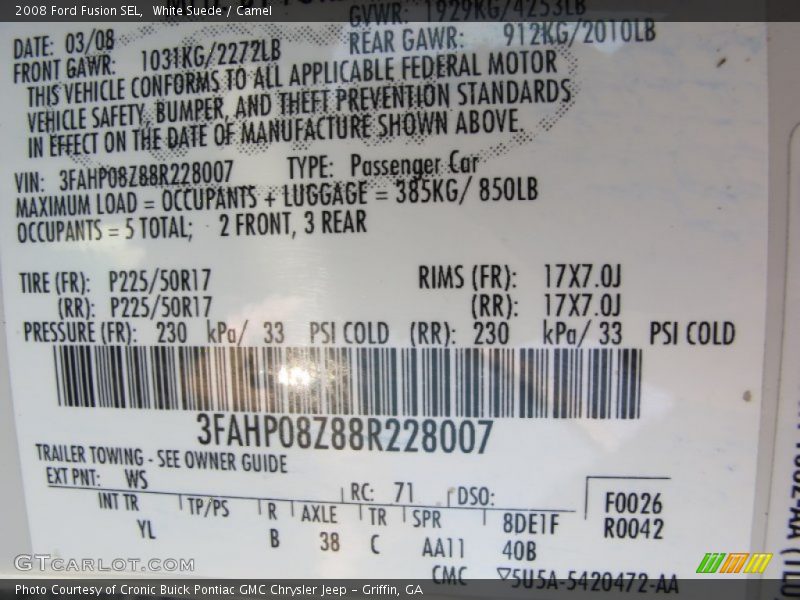 2008 Ford Fusion SEL,  White Suede / Camel
GVWR: 1929KG/4253LB
DATE: 03/08
FRONT GAWR: 1031KG/2272LB
REAR GAWR: 912KG/2010LB
THIS VEHICLE CONFORMS TO ALL APPLICABLE FEDERAL MOTOR
VEHICLE SAFETY, BUMPER, AND THEFT PREVENTION STANDARDS
IN EFFECT ON THE DATE OF MANUFACTURE SHOWN ABOVE.
VIN: 3FAHP08Z88R228007 TYPE: Passenger Car
MAXIMUM LOAD = OCCUPANTS + LUGGAGE = 385KG/ 850LB
OCCUPANTS = 5 TOTAL; 2 FRONT, 3 REAR
TIRE (FR): P225/50R17 RIMS (FR): 17X7.0J
(RR): P225/50R17 (RR): 17X7.0J
PRESSURE (FR): 230 kPa/ 33 PSI COLD (RR): 230 kPa/ 33 PSI COLD
3FAHP08Z88R228007
TRAILER TOWING - SEE OWNER GUIDE
EXT PNT: WS RC: 71 DSO: F0026
INT TR TP/PS R AXLE TR SPR 8DE1F R0042
YL B 38 C AA11 40B
CMC ▽5U5A-5420472-AA
GTCARLOT.COM
Photo Courtesy of Cronic Buick Pontiac GMC Chrysler Jeep – Griffin, GA